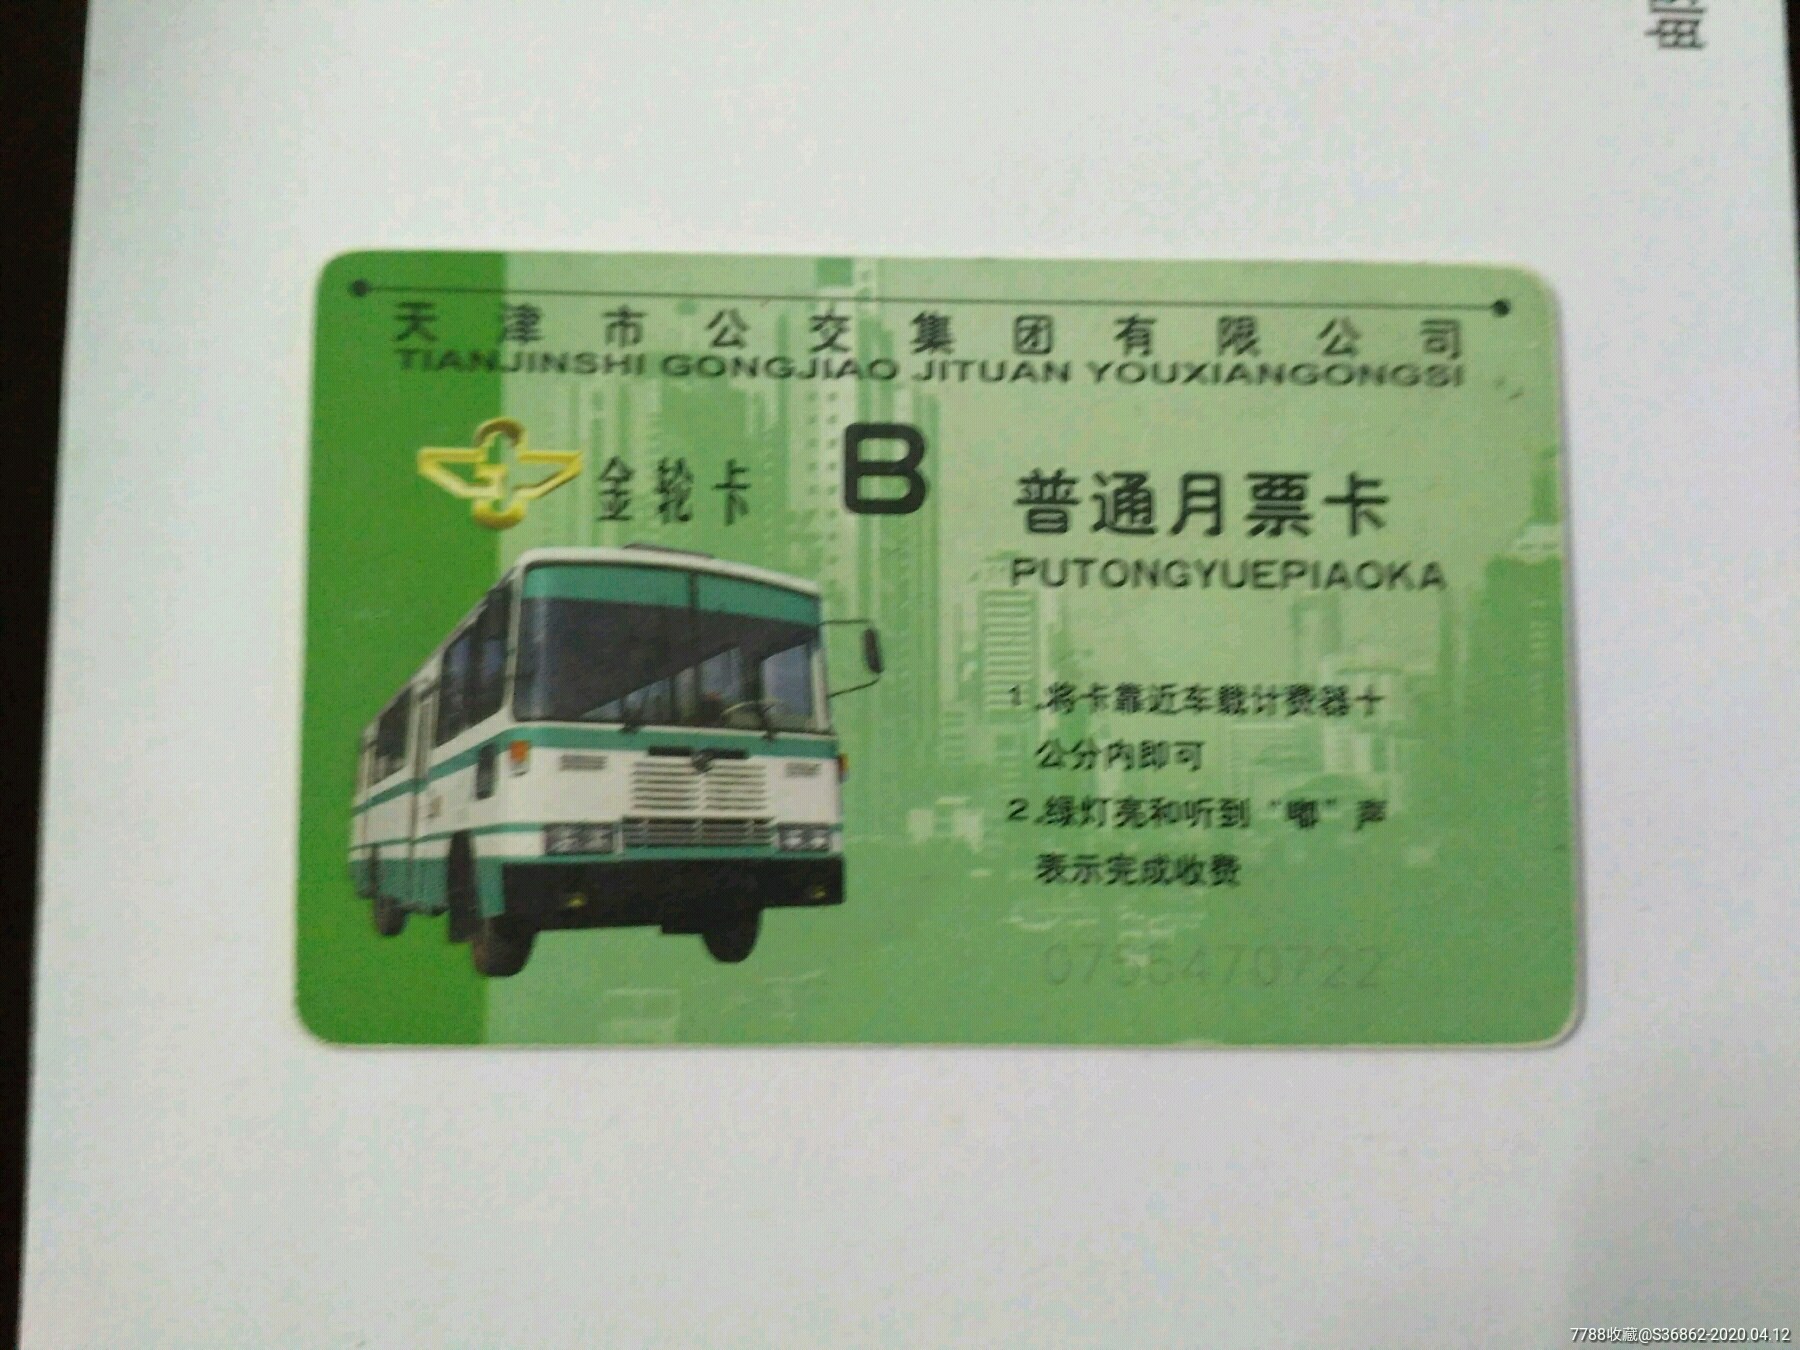 天津市公交集团有限公司
TIANJINSHI GONGJIAO JITUAN YOUXIANGONGSI
金轮卡
B
普通月票卡
PUTONGYUEPIAOKA
1.将卡靠近车载计费器十
公分内即可
2.绿灯亮和听到“嘟”声
表示完成收费
0755470722
7788收藏@S36862-2020.04.12